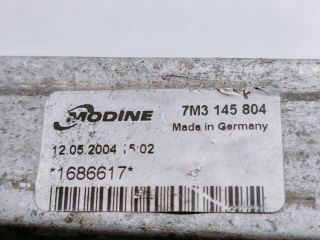 MODINE 7M3 145 804
Made in Germany
12.05.2004 15:02
*1686617*